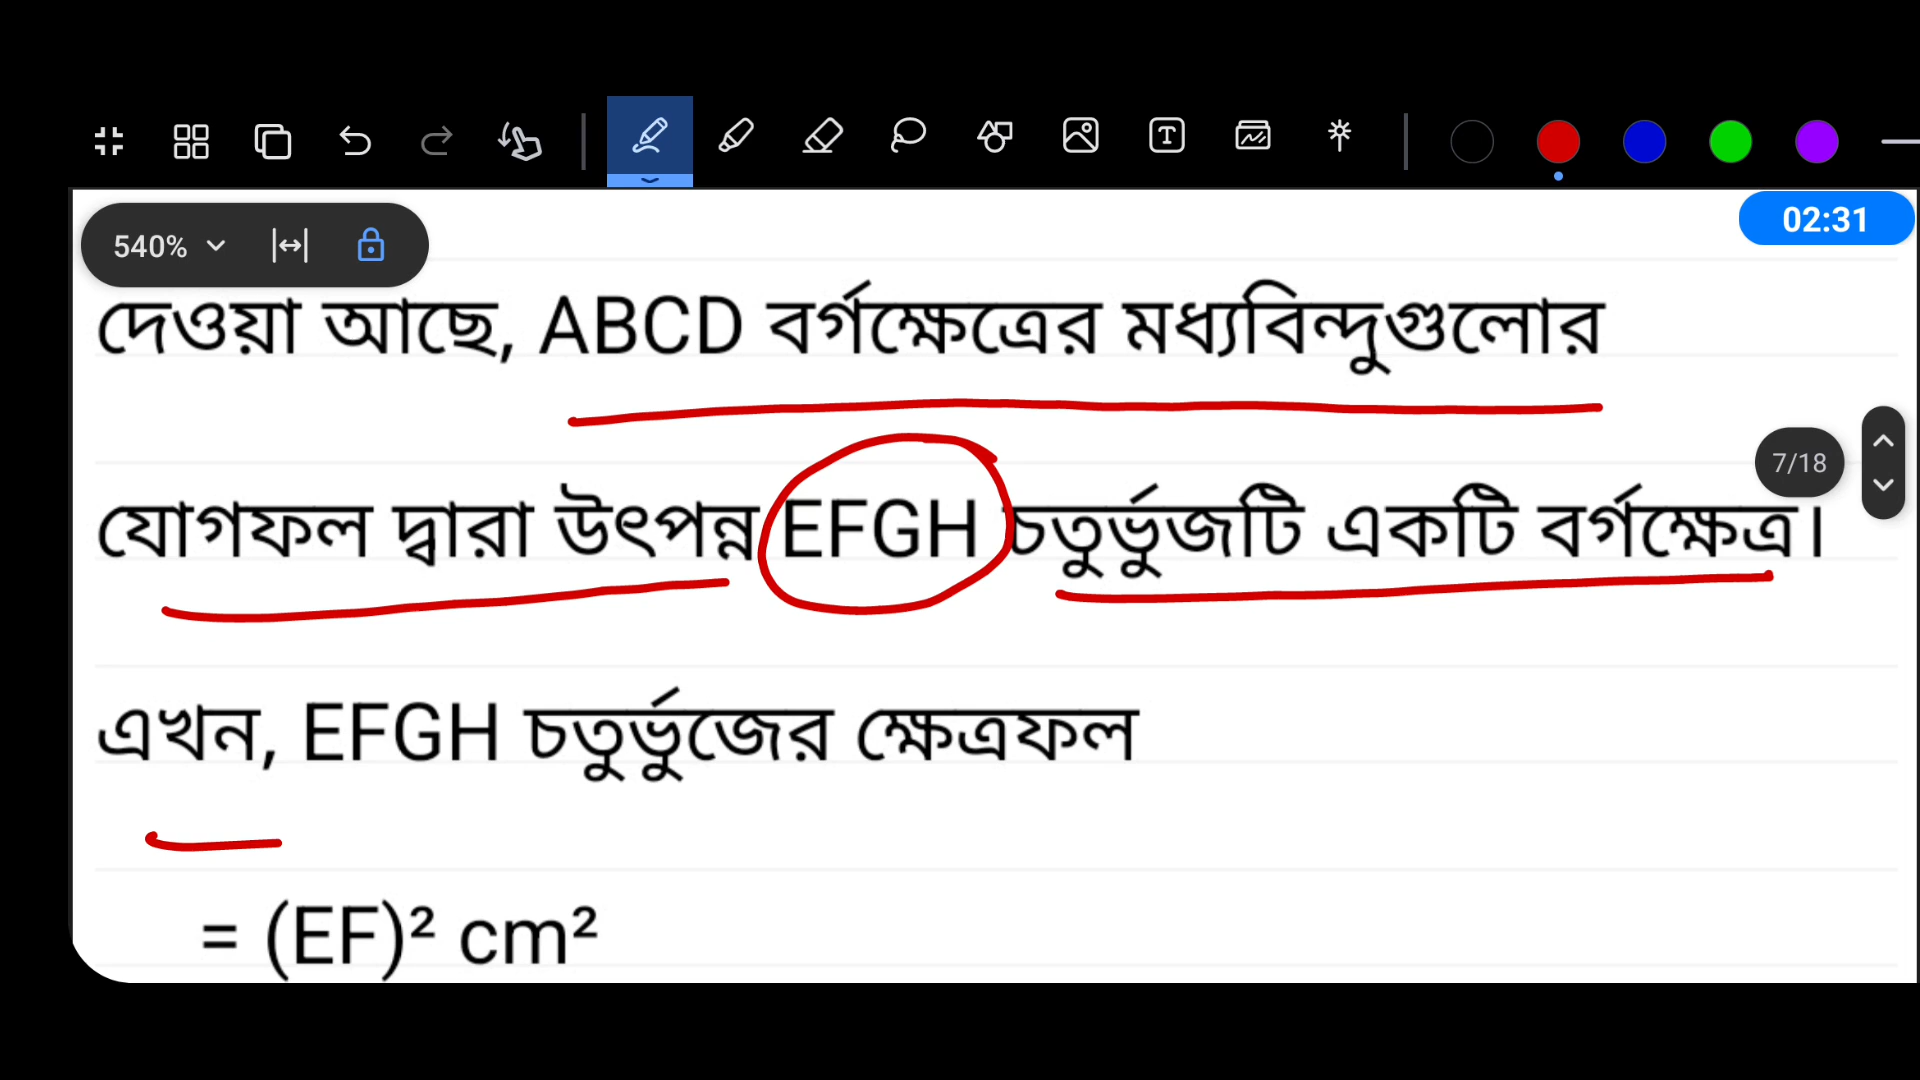 540%
02:31
দেওয়া আছে, ABCD বর্গক্ষেত্রের মধ্যবিন্দুগুলোর
7/18
যোগফল দ্বারা উৎপন্ন EFGH চতুর্ভুজটি একটি বর্গক্ষেত্র।
এখন, EFGH চতুর্ভুজের ক্ষেত্রফল
= (EF)² cm²